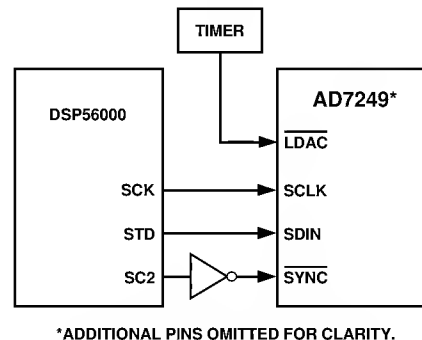 TIMER
DSP56000
AD7249*
LDAC
SCK
SCLK
STD
SDIN
SC2
SYNC
*ADDITIONAL PINS OMITTED FOR CLARITY.